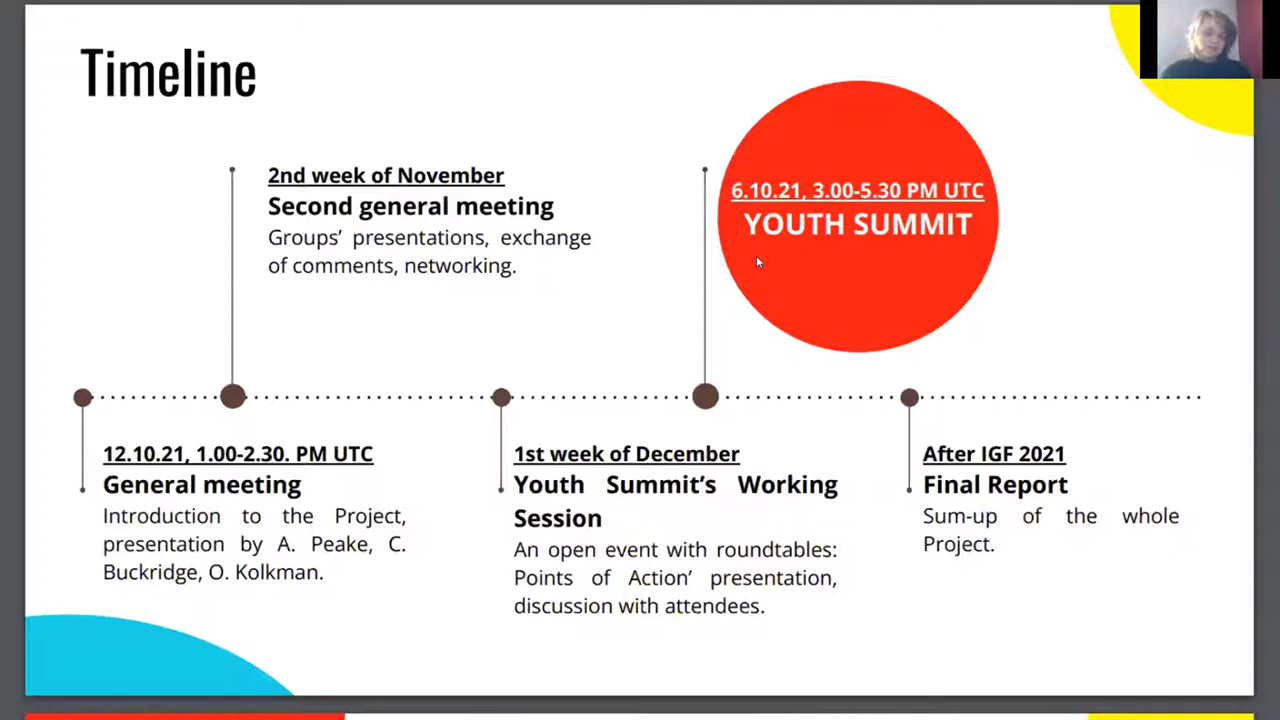 Timeline
2nd week of November
Second general meeting
Groups’ presentations, exchange
of comments, networking.
6.10.21, 3.00-5.30 PM UTC
YOUTH SUMMIT
12.10.21, 1.00-2.30. PM UTC
General meeting
Introduction to the Project,
presentation by A. Peake, C.
Buckridge, O. Kolkman.
1st week of December
Youth Summit’s Working
Session
An open event with roundtables:
Points of Action’ presentation,
discussion with attendees.
After IGF 2021
Final Report
Sum-up of the whole
Project.